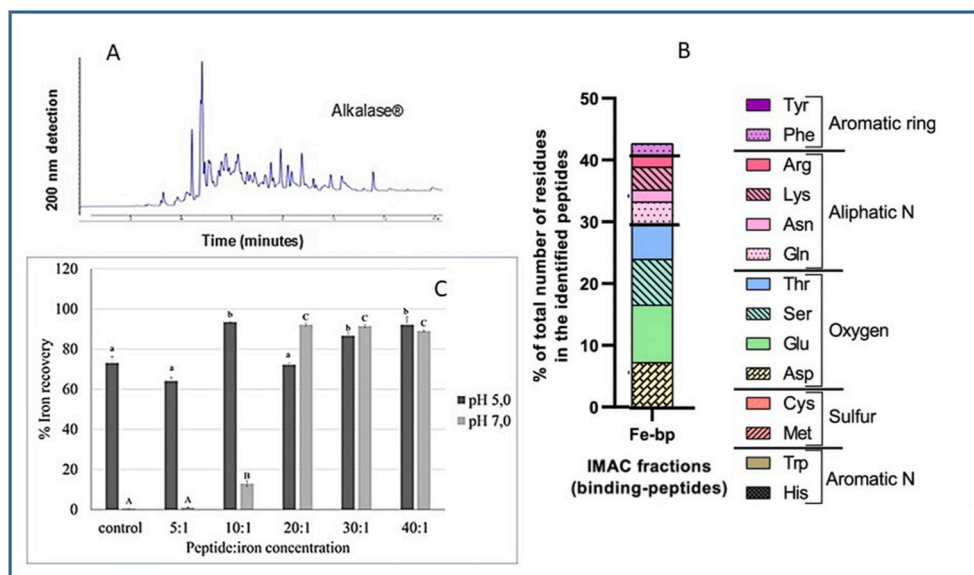 A
200 nm detection
Alkalase®
Time (minutes)
B
% of total number of residues
in the identified peptides
50
40
30
20
10
0
Fe-bp
IMAC fractions
(binding-peptides)
Tyr
Phe
Aromatic ring
Arg
Lys
Asn
Gln
Aliphatic N
Thr
Ser
Glu
Asp
Oxygen
Cys
Met
Sulfur
Trp
His
Aromatic N
C
% Iron recovery
120
100
80
60
40
20
0
a
A
a
A
b
B
a
C
b
C
b
C
pH 5,0
pH 7,0
control
5:1
10:1
20:1
30:1
40:1
Peptide:iron concentration